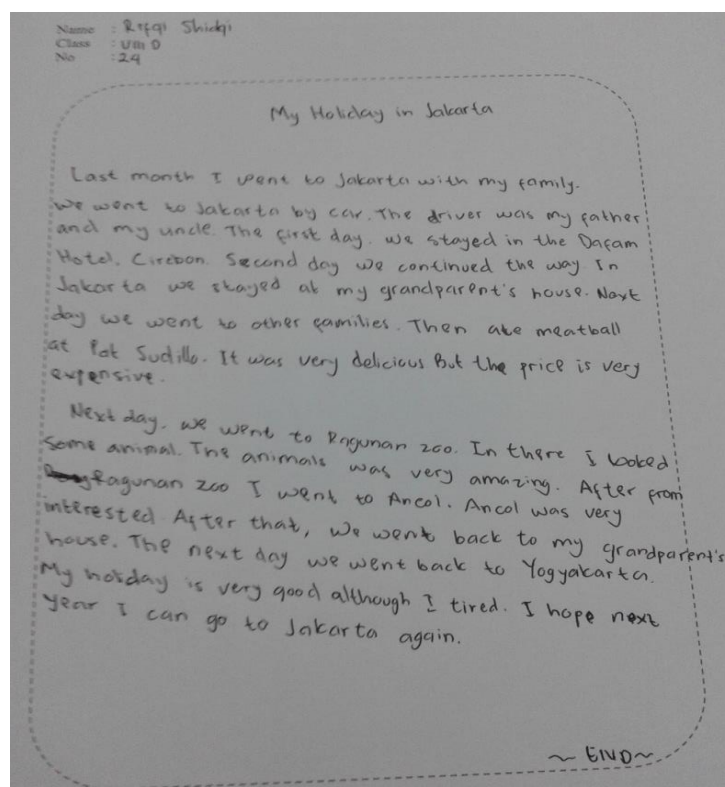 Name : Rifqi Shidqi
Class : VIII D
No : 24
My Holiday in Jakarta
Last month I went to Jakarta with my family.
We went to Jakarta by car. The driver was my father
and my uncle. The first day. we stayed in the Dafam
Hotel, Cirebon. Second day we continued the way In
Jakarta we stayed at my grandparent's house. Next
day we went to other families. Then ate meatball
at Pak Sudillo. It was very delicious But the price is very
expensive.
Next day. we went to Ragunan zoo. In there I looked
some animal. The animals was very amazing. After from
Ragunan zoo I went to Ancol. Ancol was very
interested After that, we went back to my grandparent's
house. The next day we went back to Yogyakarta.
My hoiday is very good although I tired. I hope next
year I can go to Jakarta again.
~ END ~